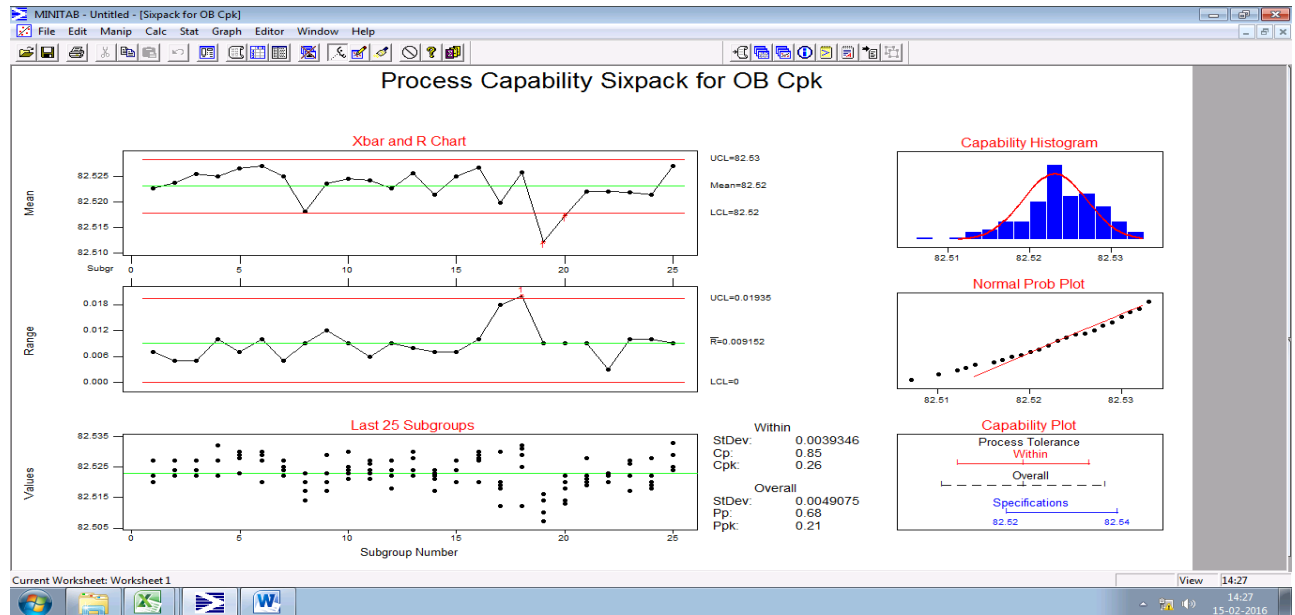 MINITAB - Untitled - [Sixpack for OB Cpk]
File Edit Manip Calc Stat Graph Editor Window Help
Process Capability Sixpack for OB Cpk
Xbar and R Chart
Mean
82.525
82.520
82.515
82.510
UCL=82.53
Mean=82.52
LCL=82.52
1
1
Subgr 0 5 10 15 20 25
Range
0.018
0.012
0.006
0.000
1
UCL=0.01935
R=0.009152
LCL=0
Last 25 Subgroups
Values
82.535
82.525
82.515
82.505
0 5 10 15 20 25
Subgroup Number
Capability Histogram
82.51 82.52 82.53
Normal Prob Plot
82.51 82.52 82.53
Within
StDev: 0.0039346
Cp: 0.85
Cpk: 0.26
Overall
StDev: 0.0049075
Pp: 0.68
Ppk: 0.21
Capability Plot
Process Tolerance
Within
Overall
Specifications
82.52 82.54
Current Worksheet: Worksheet 1
View 14:27
14:27
15-02-2016